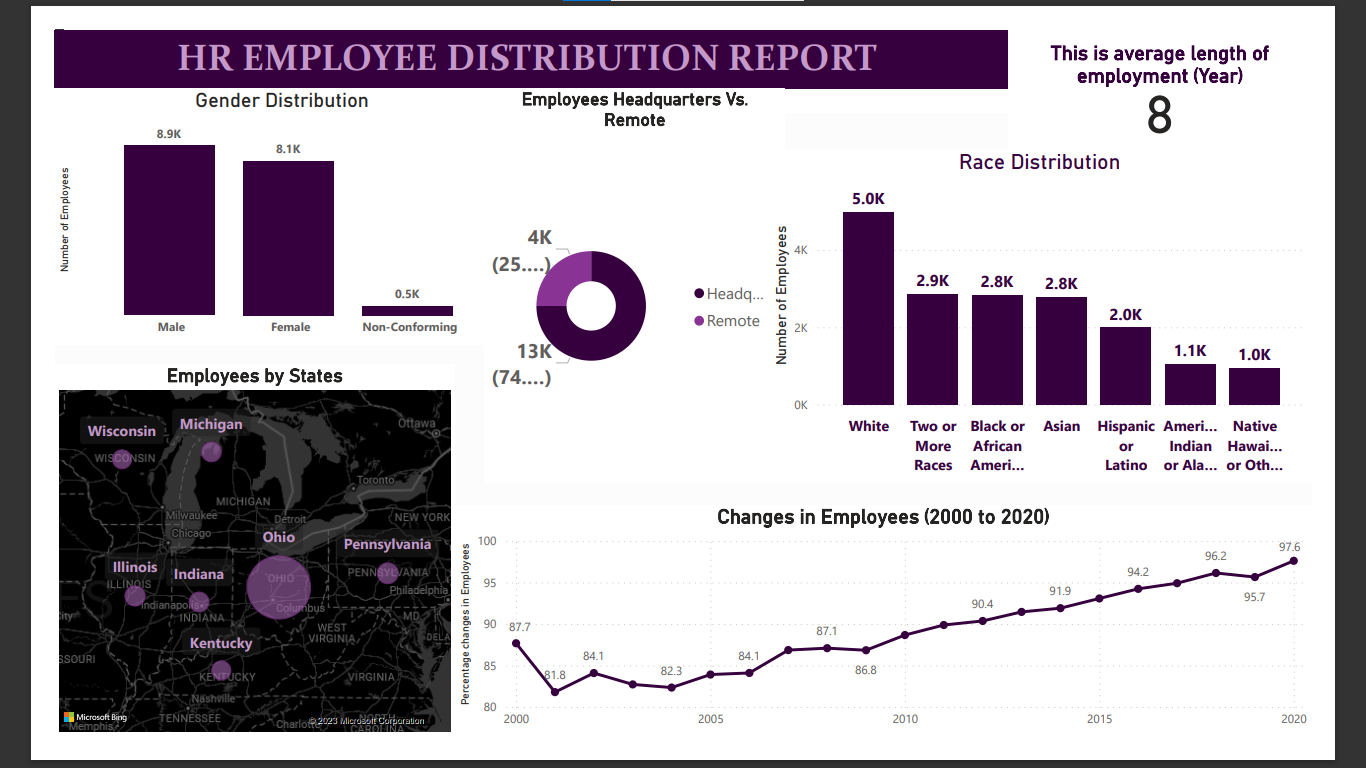 HR EMPLOYEE DISTRIBUTION REPORT
This is average length of
employment (Year)
8
Gender Distribution
Number of Employees
8.9K
8.1K
0.5K
Male
Female
Non-Conforming
Employees Headquarters Vs.
Remote
4K
(25....)
13K
(74....)
Headq...
Remote
Race Distribution
Number of Employees
4K
2K
0K
5.0K
2.9K
2.8K
2.8K
2.0K
1.1K
1.0K
White
Two or
More
Races
Black or
African
Ameri...
Asian
Hispanic
or
Latino
Ameri...
Indian
or Ala...
Native
Hawai...
or Oth...
Employees by States
Wisconsin
WISCONSIN
Michigan
Ottawa
Toronto
MICHIGAN
Milwaukee
Detroit
NEW YORK
Chicago
Ohio
Pennsylvania
Illinois
ILLINOIS
Indiana
OHIO
PENNSYLVANIA
Philadelphia
Indianapolis
Columbus
City
INDIANA
MD
WEST
VIRGINIA
DELA
Kentucky
SSOURI
KENTUCKY
VIRGINIA
Nashville
Microsoft Bing
TENNESSEE
Charlotte
NORTH
CAROLINA
© 2023 Microsoft Corporation
Memphis
Changes in Employees (2000 to 2020)
Percentage changes in Employees
100
95
90
85
80
87.7
81.8
84.1
82.3
84.1
87.1
86.8
90.4
91.9
94.2
96.2
95.7
97.6
2000
2005
2010
2015
2020